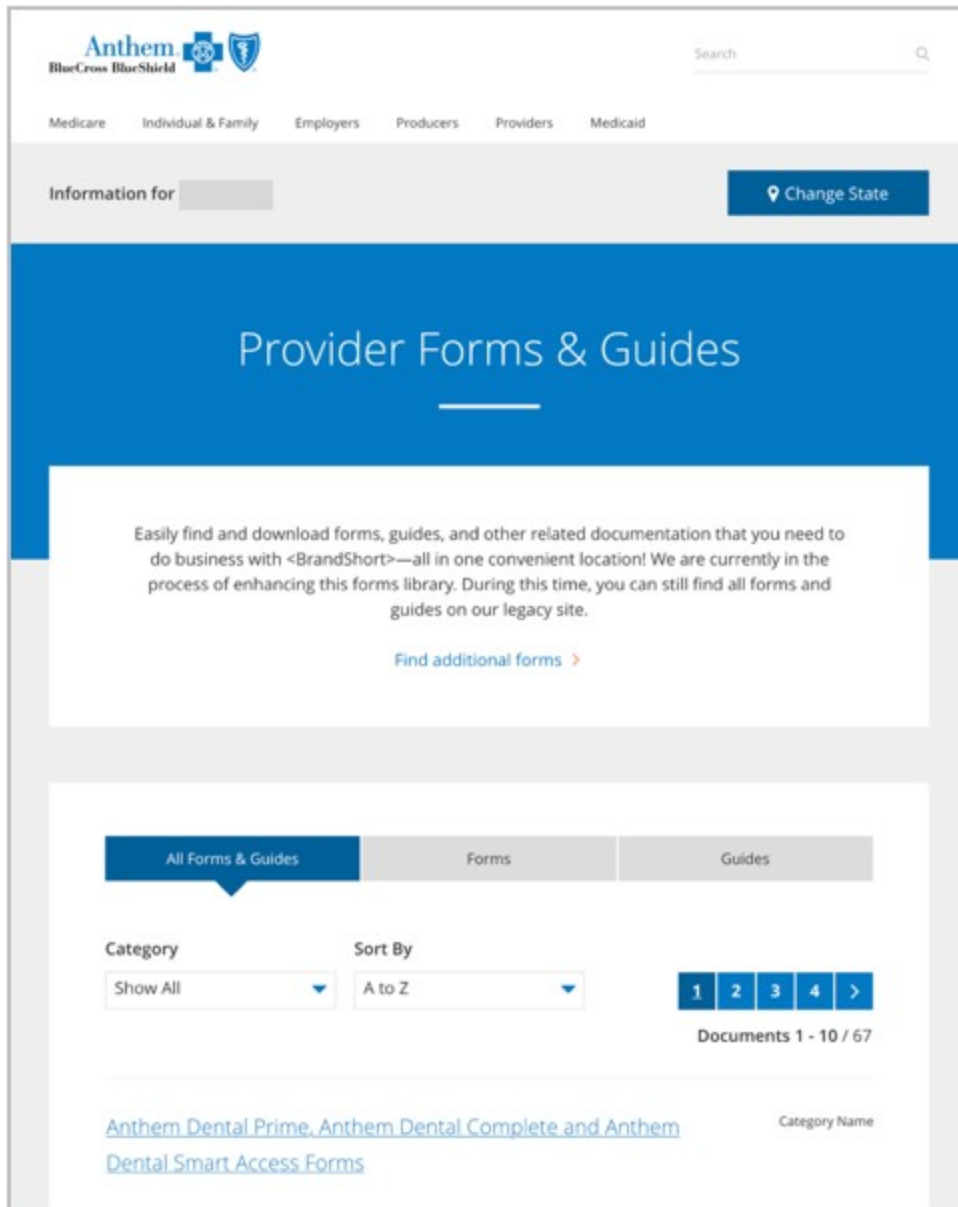 Anthem
BlueCross BlueShield
Search
Medicare Individual & Family Employers Producers Providers Medicaid
Information for
Change State
Provider Forms & Guides
Easily find and download forms, guides, and other related documentation that you need to
do business with <BrandShort>—all in one convenient location! We are currently in the
process of enhancing this forms library. During this time, you can still find all forms and
guides on our legacy site.
Find additional forms >
All Forms & Guides Forms Guides
Category Sort By
Show All A to Z 1 2 3 4 >
Documents 1 - 10 / 67
Anthem Dental Prime, Anthem Dental Complete and Anthem Category Name
Dental Smart Access Forms